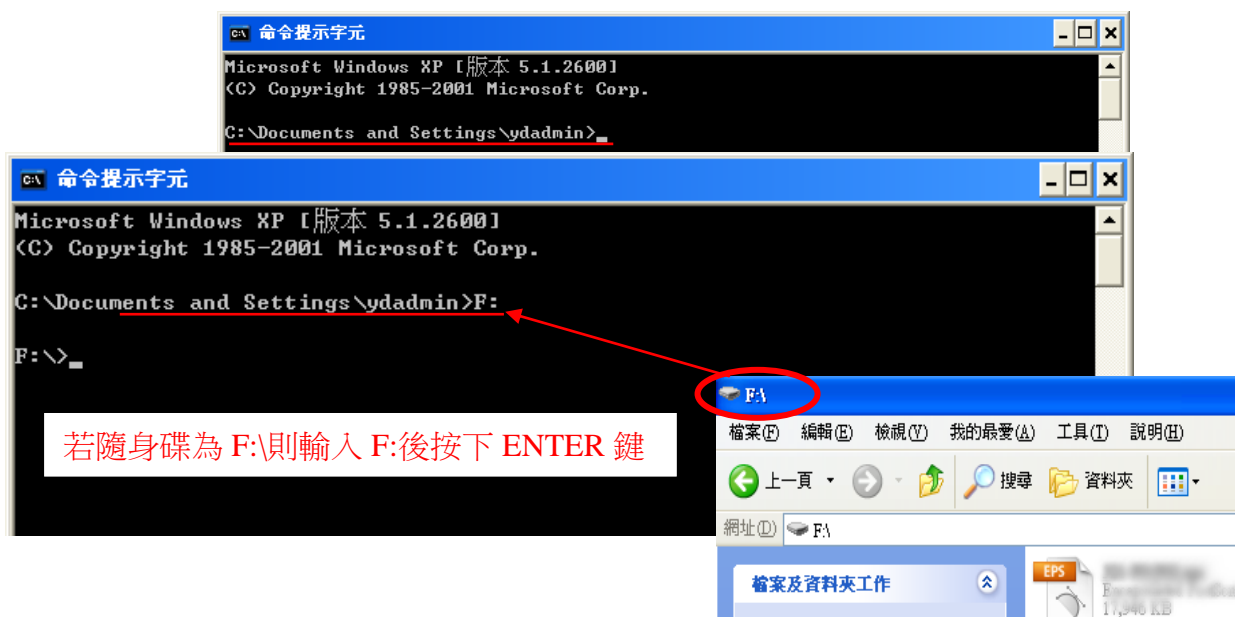 命令提示字元
Microsoft Windows XP [版本 5.1.2600]
(C) Copyright 1985-2001 Microsoft Corp.
C:\Documents and Settings\ydadmin>_
命令提示字元
Microsoft Windows XP [版本 5.1.2600]
(C) Copyright 1985-2001 Microsoft Corp.
C:\Documents and Settings\ydadmin>F:
F:\>_
若隨身碟為 F:\則輸入 F:後按下 ENTER 鍵
F:\
檔案(F) 編輯(E) 檢視(V) 我的最愛(A) 工具(T) 說明(H)
上一頁 搜尋 資料夾
網址(D) F:\
檔案及資料夾工作
EPS
17,946 KB